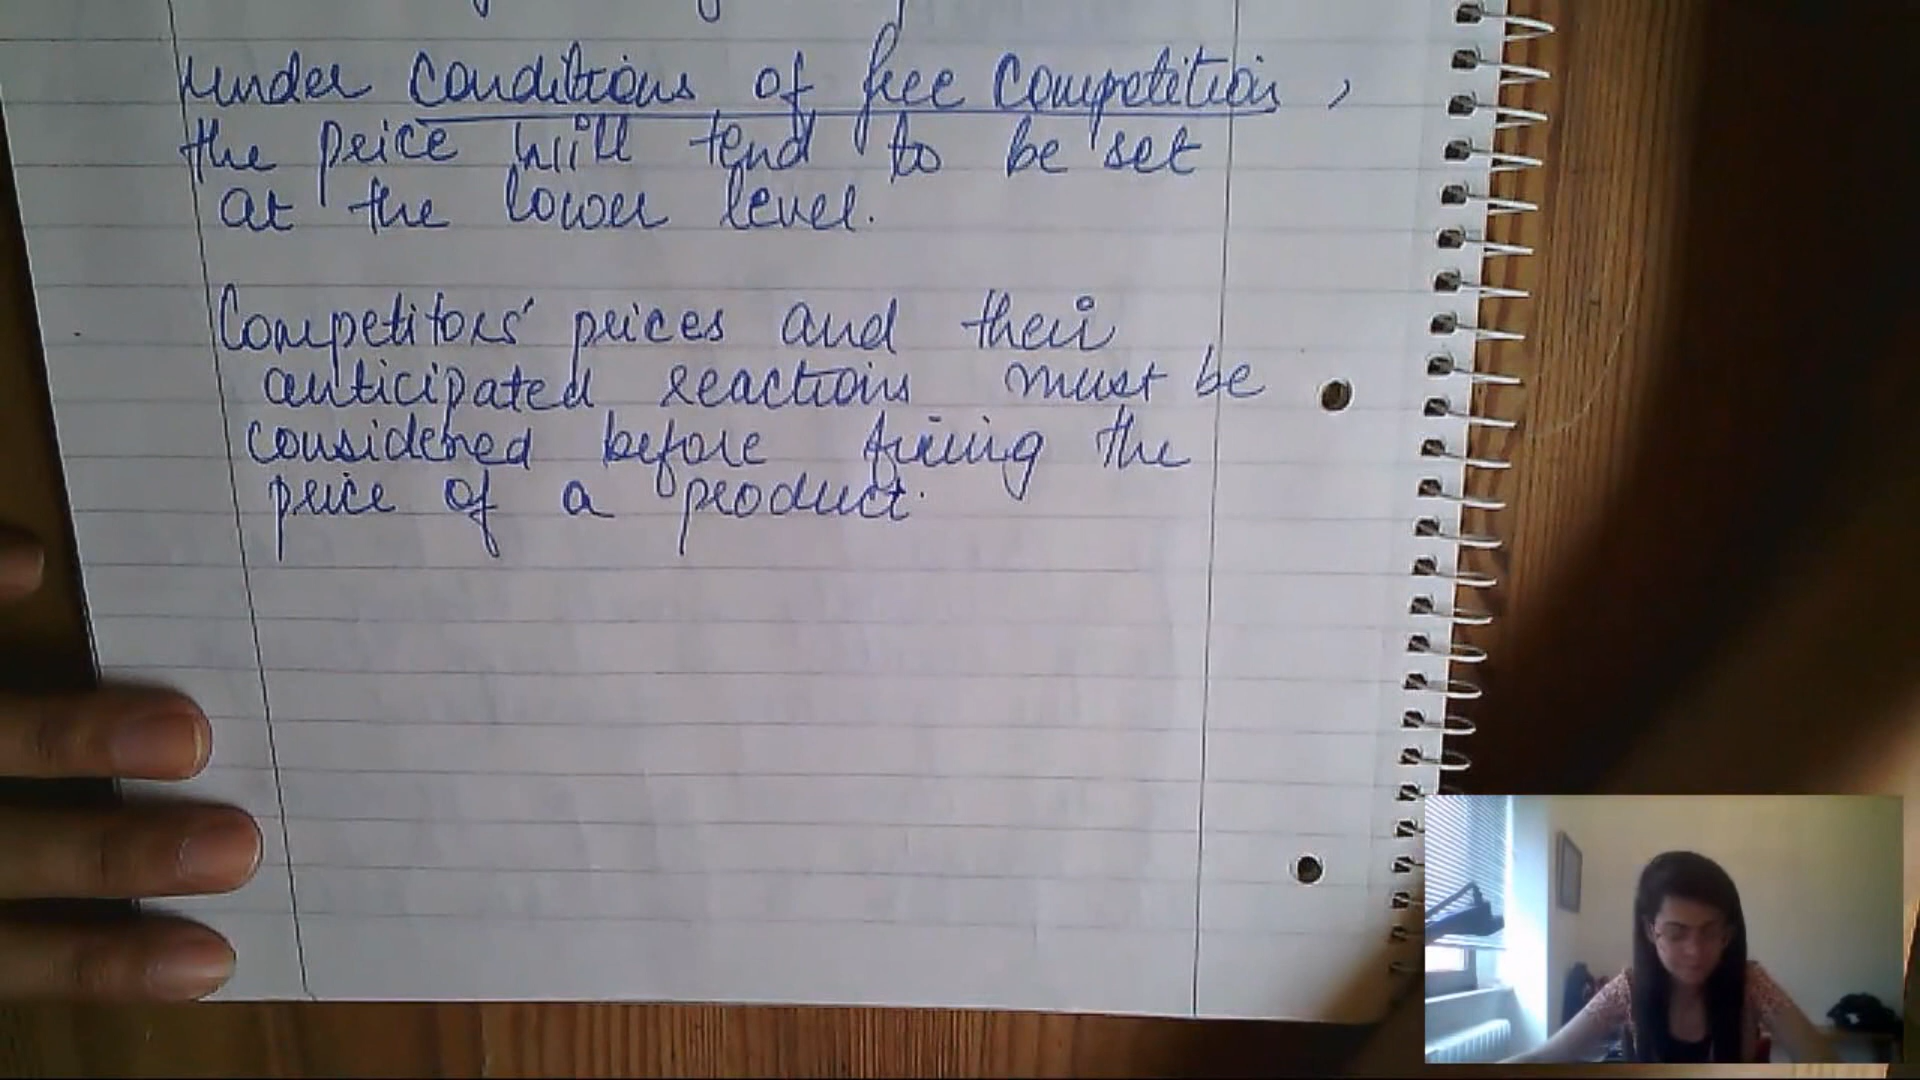 under conditions of free competition,
the price will tend to be set
at the lower level.
Competitors' prices and their
anticipated reactions must be
considered before fixing the
price of a product.